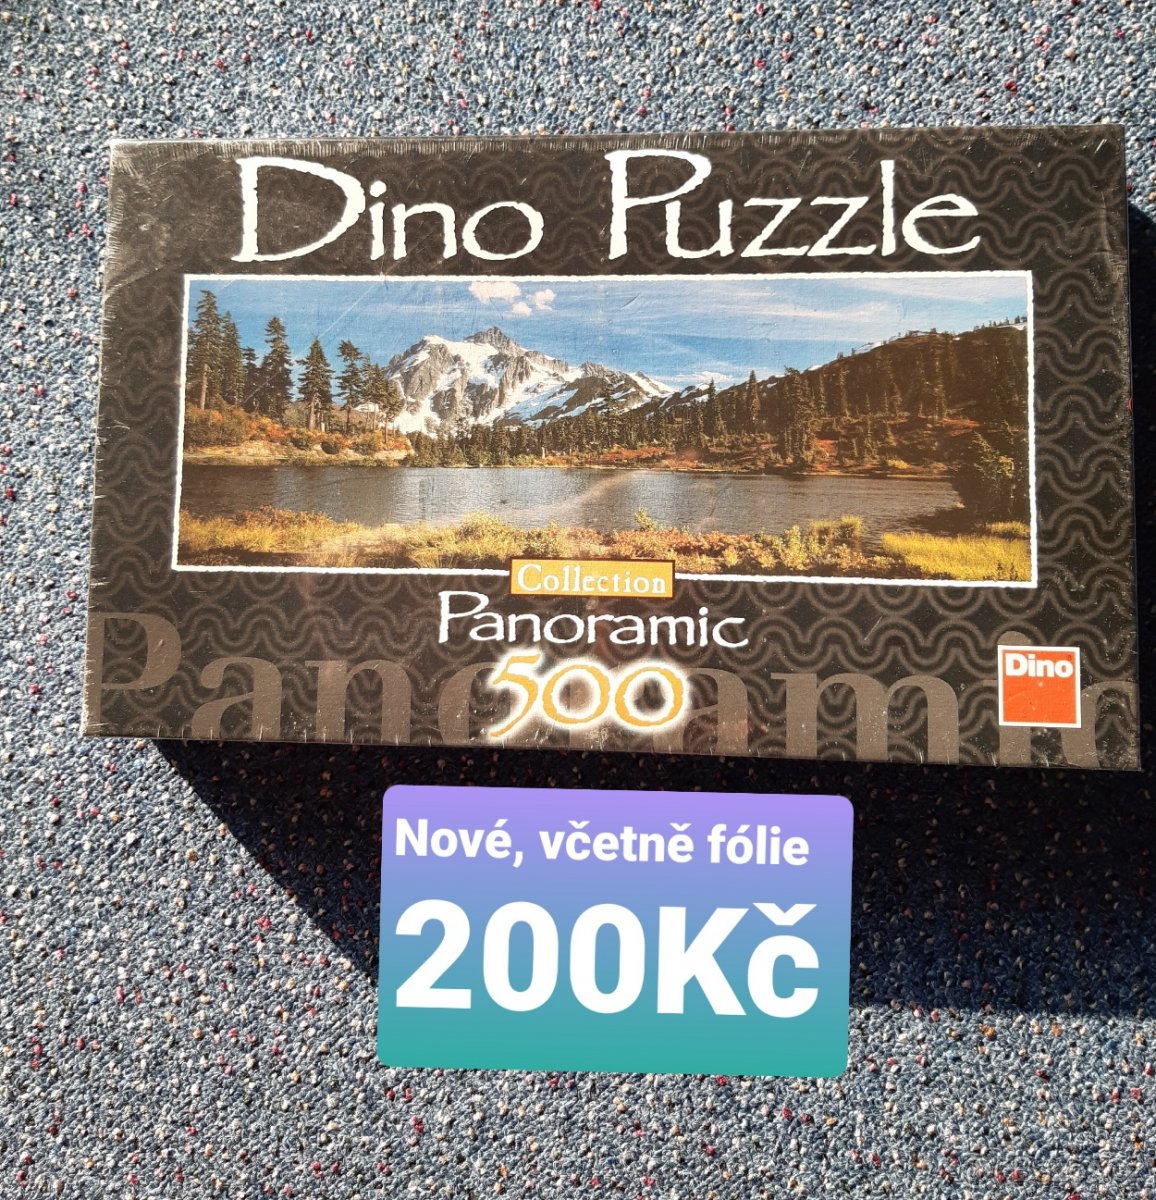 Dino Puzzle
Collection
Panoramic
500
Panoramic
Dino
Nové, včetně fólie
200Kč